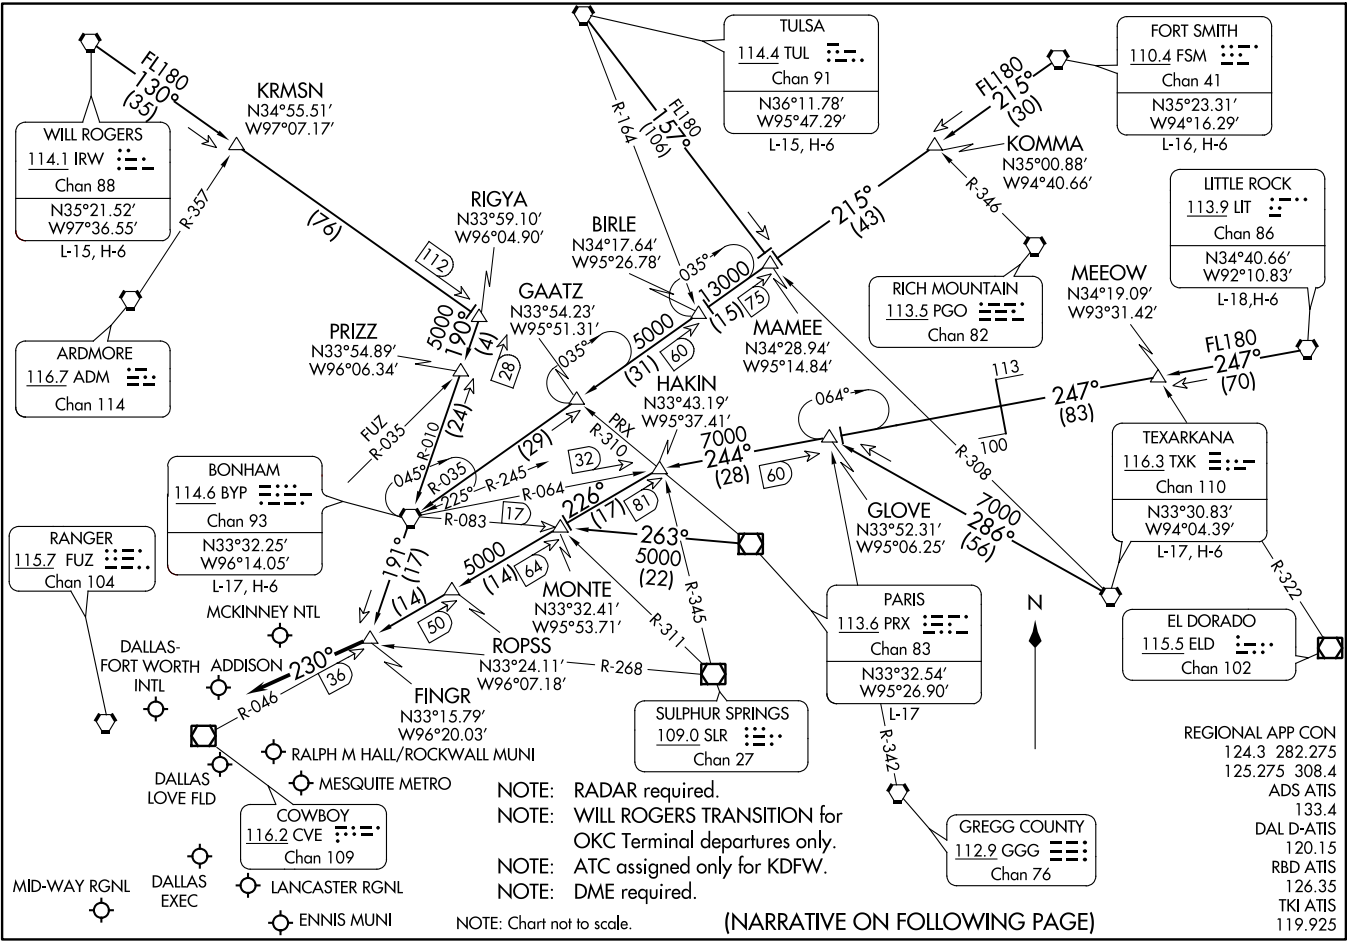 TULSA
114.4 TUL
Chan 91
N36°11.78'
W95°47.29'
L-15, H-6
FORT SMITH
110.4 FSM
Chan 41
N35°23.31'
W94°16.29'
L-16, H-6
FL180
130°
(35)
KRMSN
N34°55.51'
W97°07.17'
WILL ROGERS
114.1 IRW
Chan 88
N35°21.52'
W97°36.55'
L-15, H-6
R-357
(76)
R-164
FL180
157°
(106)
FL180
215°
(30)
KOMMA
N35°00.88'
W94°40.66'
R-346
215°
(43)
LITTLE ROCK
113.9 LIT
Chan 86
N34°40.66'
W92°10.83'
L-18,H-6
RIGYA
N33°59.10'
W96°04.90'
112
BIRLE
N34°17.64'
W95°26.78'
035°
13000
(15)
75
RICH MOUNTAIN
113.5 PGO
Chan 82
MEEOW
N34°19.09'
W93°31.42'
GAATZ
N33°54.23'
W95°51.31'
035°
5000
(31)
60
MAMEE
N34°28.94'
W95°14.84'
FL180
247°
(70)
PRIZZ
N33°54.89'
W96°06.34'
5000
190°
(4)
28
ARDMORE
116.7 ADM
Chan 114
HAKIN
N33°43.19'
W95°37.41'
064°
113
247°
(83)
100
FUZ
R-035
R-010
(24)
(29)
PRX
R-310
7000
244°
(28)
60
R-308
TEXARKANA
116.3 TXK
Chan 110
N33°30.83'
W94°04.39'
L-17, H-6
BONHAM
114.6 BYP
Chan 93
N33°32.25'
W96°14.05'
L-17, H-6
045°
R-035
225°
R-245
R-064
32
R-083
17
226°
(17)
81
GLOVE
N33°52.31'
W95°06.25'
7000
286°
(56)
RANGER
115.7 FUZ
Chan 104
191°
(17)
5000
(14)
64
263°
5000
(22)
MONTE
N33°32.41'
W95°53.71'
R-345
R-311
PARIS
113.6 PRX
Chan 83
N33°32.54'
W95°26.90'
L-17
N
R-322
EL DORADO
115.5 ELD
Chan 102
MCKINNEY NTL
(14)
50
ROPSS
N33°24.11'
W96°07.18'
R-268
DALLAS-
FORT WORTH
INTL
ADDISON
230°
R-046
36
FINGR
N33°15.79'
W96°20.03'
SULPHUR SPRINGS
109.0 SLR
Chan 27
R-342
REGIONAL APP CON
124.3 282.275
125.275 308.4
ADS ATIS
133.4
DAL D-ATIS
120.15
RBD ATIS
126.35
TKI ATIS
119.925
RALPH M HALL/ROCKWALL MUNI
DALLAS
LOVE FLD
MESQUITE METRO
COWBOY
116.2 CVE
Chan 109
GREGG COUNTY
112.9 GGG
Chan 76
MID-WAY RGNL
DALLAS
EXEC
LANCASTER RGNL
ENNIS MUNI
NOTE: RADAR required.
NOTE: WILL ROGERS TRANSITION for
OKC Terminal departures only.
NOTE: ATC assigned only for KDFW.
NOTE: DME required.
NOTE: Chart not to scale.
(NARRATIVE ON FOLLOWING PAGE)